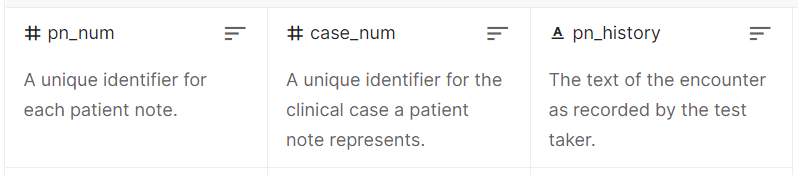 # pn_num
# case_num
A pn_history
A unique identifier for
each patient note.
A unique identifier for the
clinical case a patient
note represents.
The text of the encounter
as recorded by the test
taker.